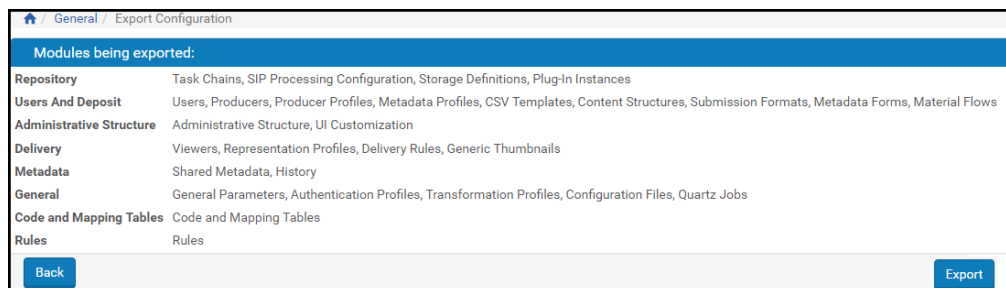 / General / Export Configuration
Modules being exported:
Repository Task Chains, SIP Processing Configuration, Storage Definitions, Plug-In Instances
Users And Deposit Users, Producers, Producer Profiles, Metadata Profiles, CSV Templates, Content Structures, Submission Formats, Metadata Forms, Material Flows
Administrative Structure Administrative Structure, UI Customization
Delivery Viewers, Representation Profiles, Delivery Rules, Generic Thumbnails
Metadata Shared Metadata, History
General General Parameters, Authentication Profiles, Transformation Profiles, Configuration Files, Quartz Jobs
Code and Mapping Tables Code and Mapping Tables
Rules Rules
Back Export